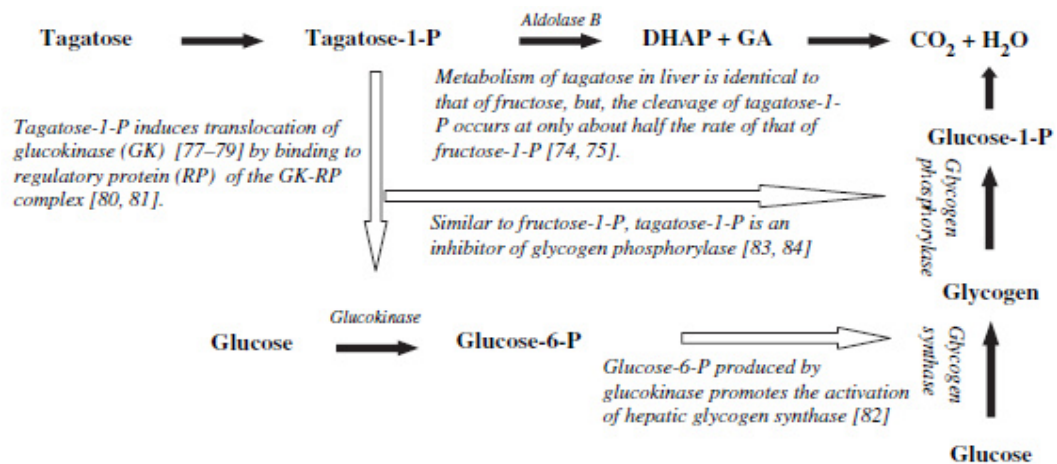 Aldolase B
Tagatose Tagatose-1-P DHAP + GA CO2 + H2O
Metabolism of tagatose in liver is identical to
that of fructose, but, the cleavage of tagatose-1-
P occurs at only about half the rate of that of
fructose-1-P [74, 75].
Tagatose-1-P induces translocation of
glucokinase (GK) [77–79] by binding to
regulatory protein (RP) of the GK-RP
complex [80, 81].
Glucose-1-P
Glycogen
phosphorylase
Similar to fructose-1-P, tagatose-1-P is an
inhibitor of glycogen phosphorylase [83, 84]
Glycogen
Glucokinase
Glucose Glucose-6-P
Glycogen
synthase
Glucose-6-P produced by
glucokinase promotes the activation
of hepatic glycogen synthase [82]
Glucose